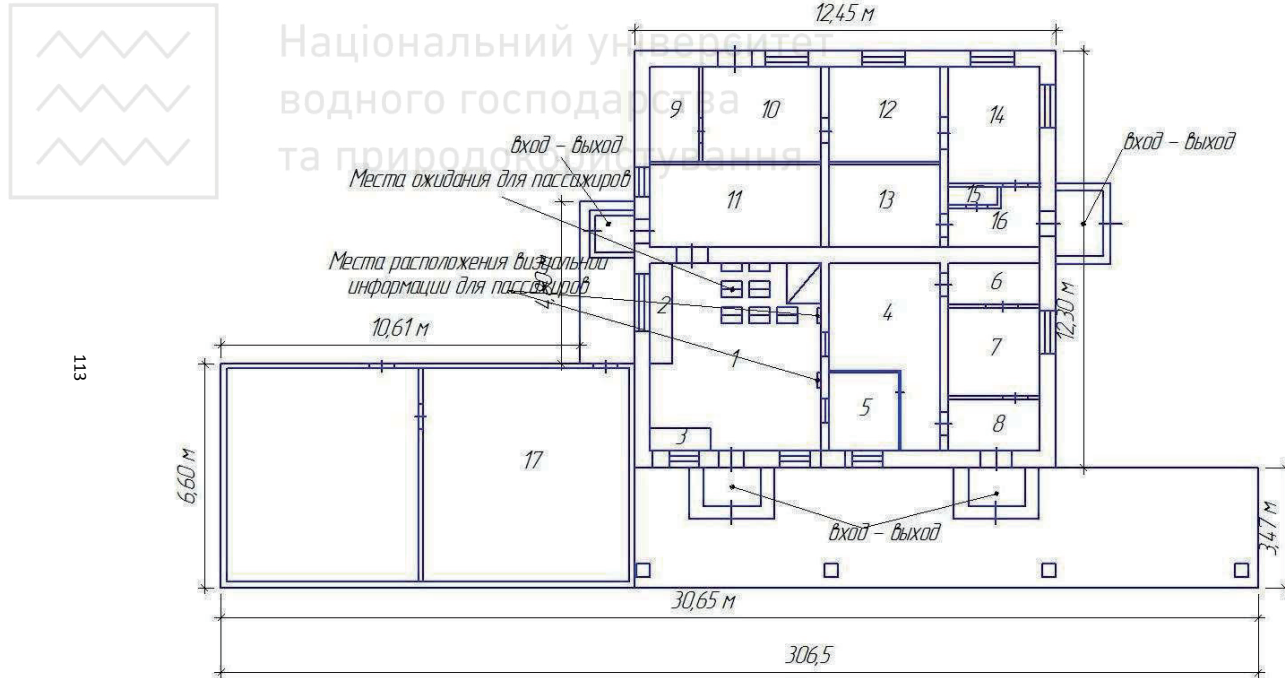 Національний університет
водного господарства
та природокористування
12,45 м
9
10
12
14
вход – выход
вход – выход
Места ожидания для пассажиров
11
13
15
16
Места расположения визуальной
информации для пассажиров
2
4
6
12,30 м
10,61 м
1
7
113
5
8
3
17
6,60 м
вход – выход
3,47 м
30,65 м
306,5